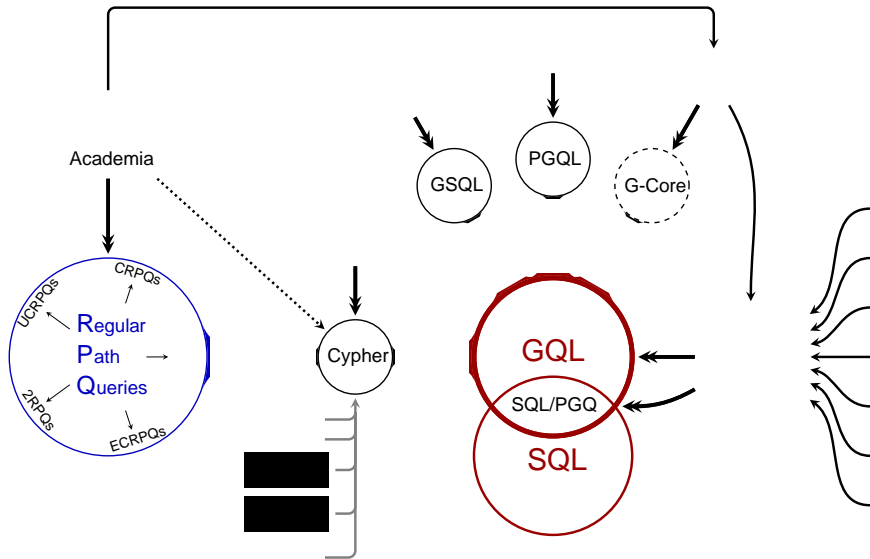 PGQL
Academia
GSQL
G-Core
CRPQs
UCRPQs
Regular
Path
Queries
2RPQs
ECRPQs
Cypher
GQL
SQL/PGQ
SQL